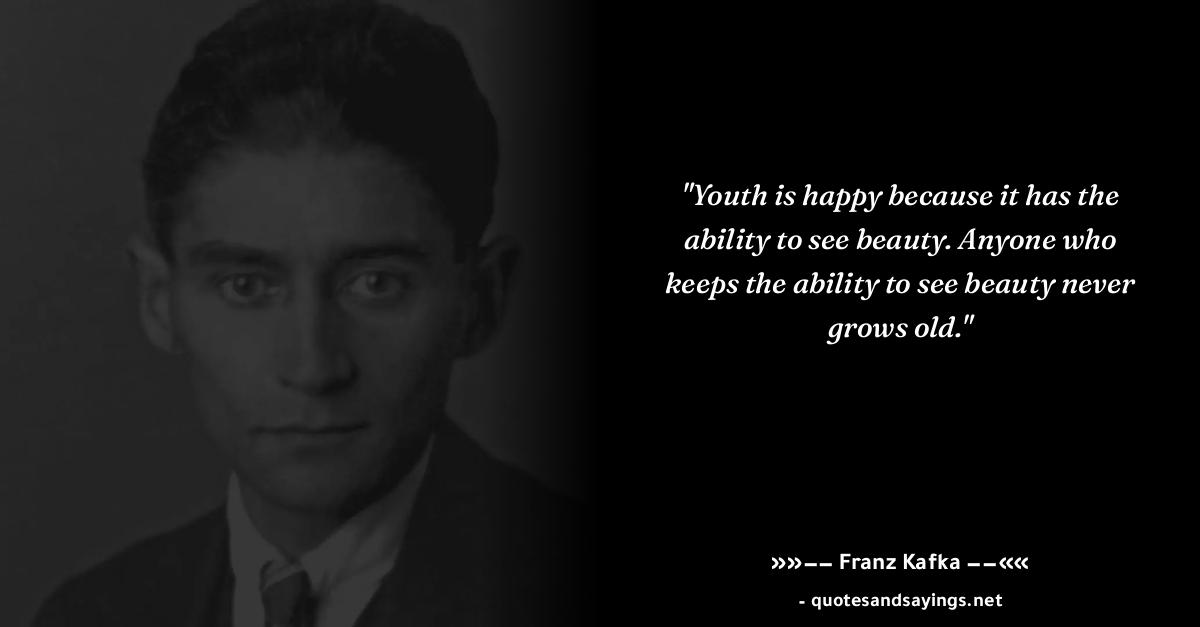 "Youth is happy because it has the
ability to see beauty. Anyone who
keeps the ability to see beauty never
grows old."
»»–– Franz Kafka ––««
- quotesandsayings.net